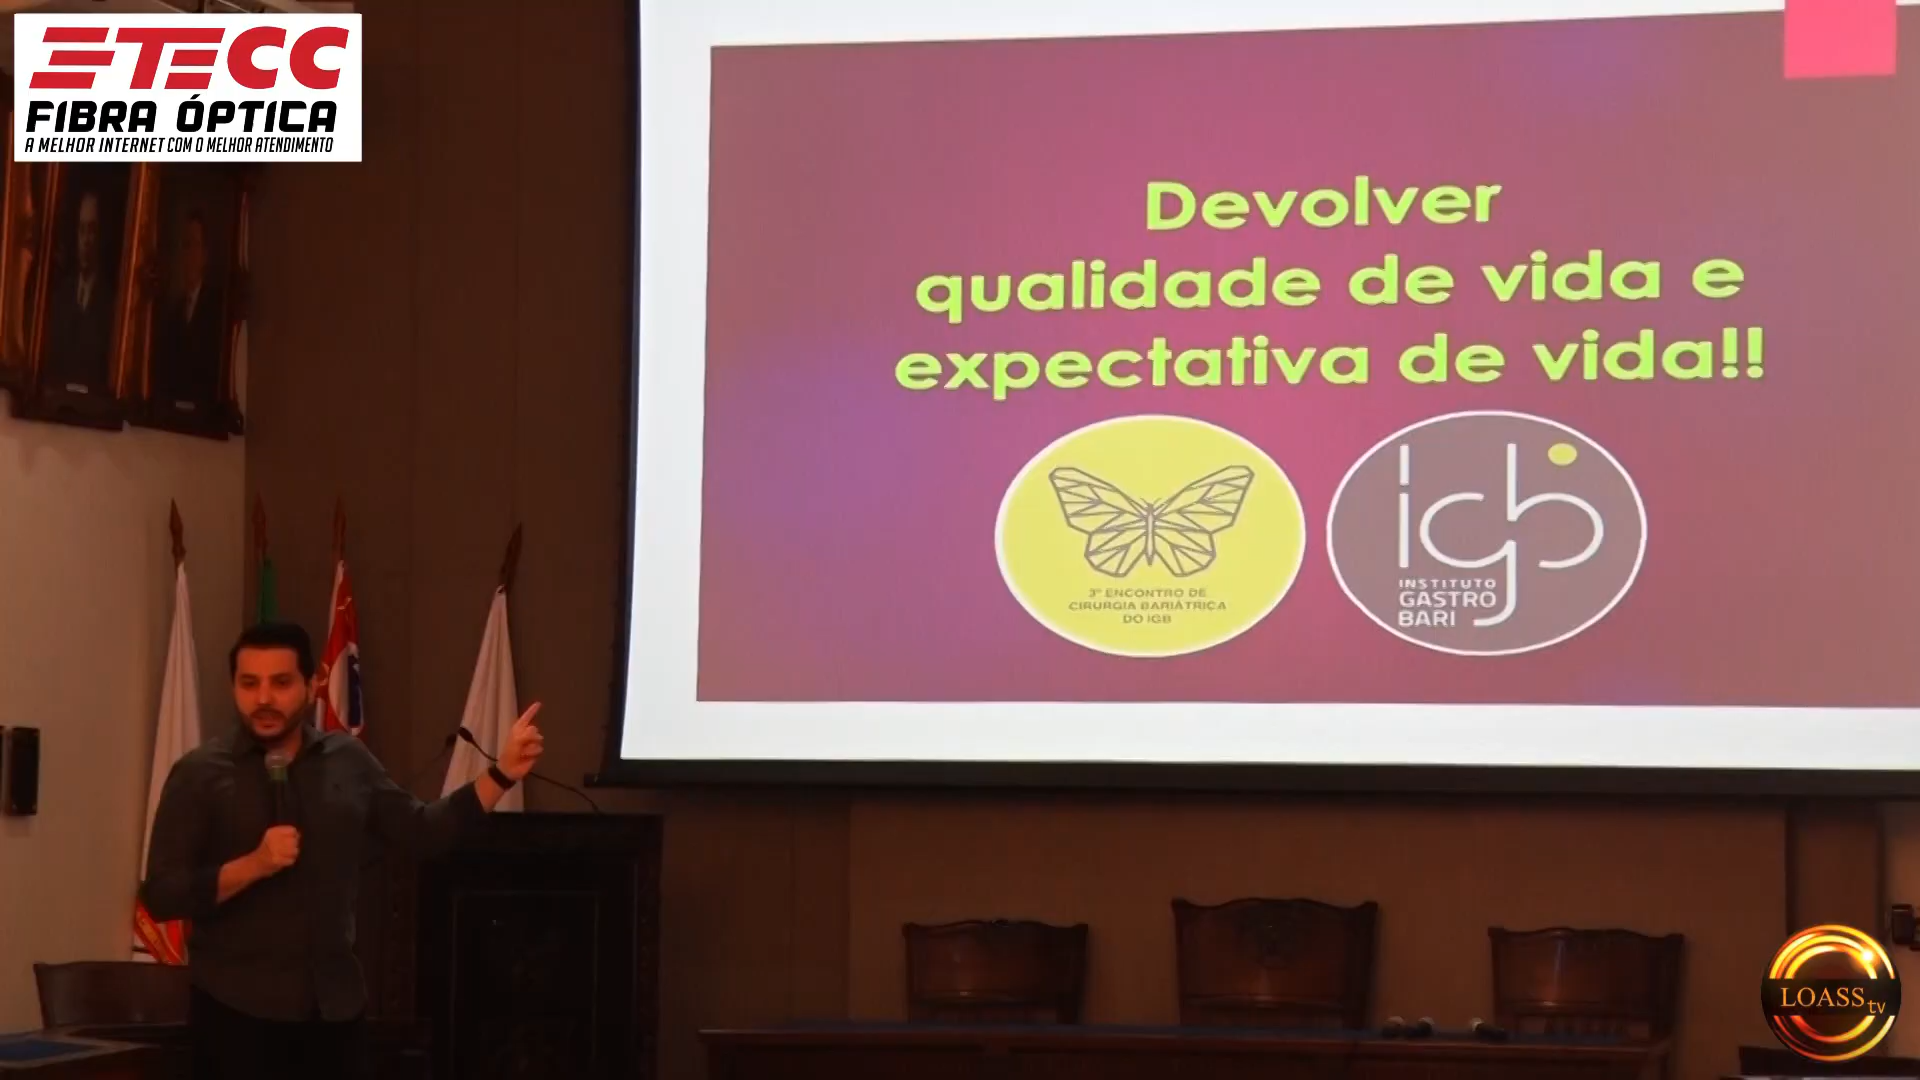 ETECC
FIBRA ÓPTICA
A MELHOR INTERNET COM O MELHOR ATENDIMENTO
Devolver
qualidade de vida e
expectativa de vida!!
3º ENCONTRO DE
CIRURGIA BARIÁTRICA
DO IGB
igb
INSTITUTO
GASTRO
BARI
LOASS tv